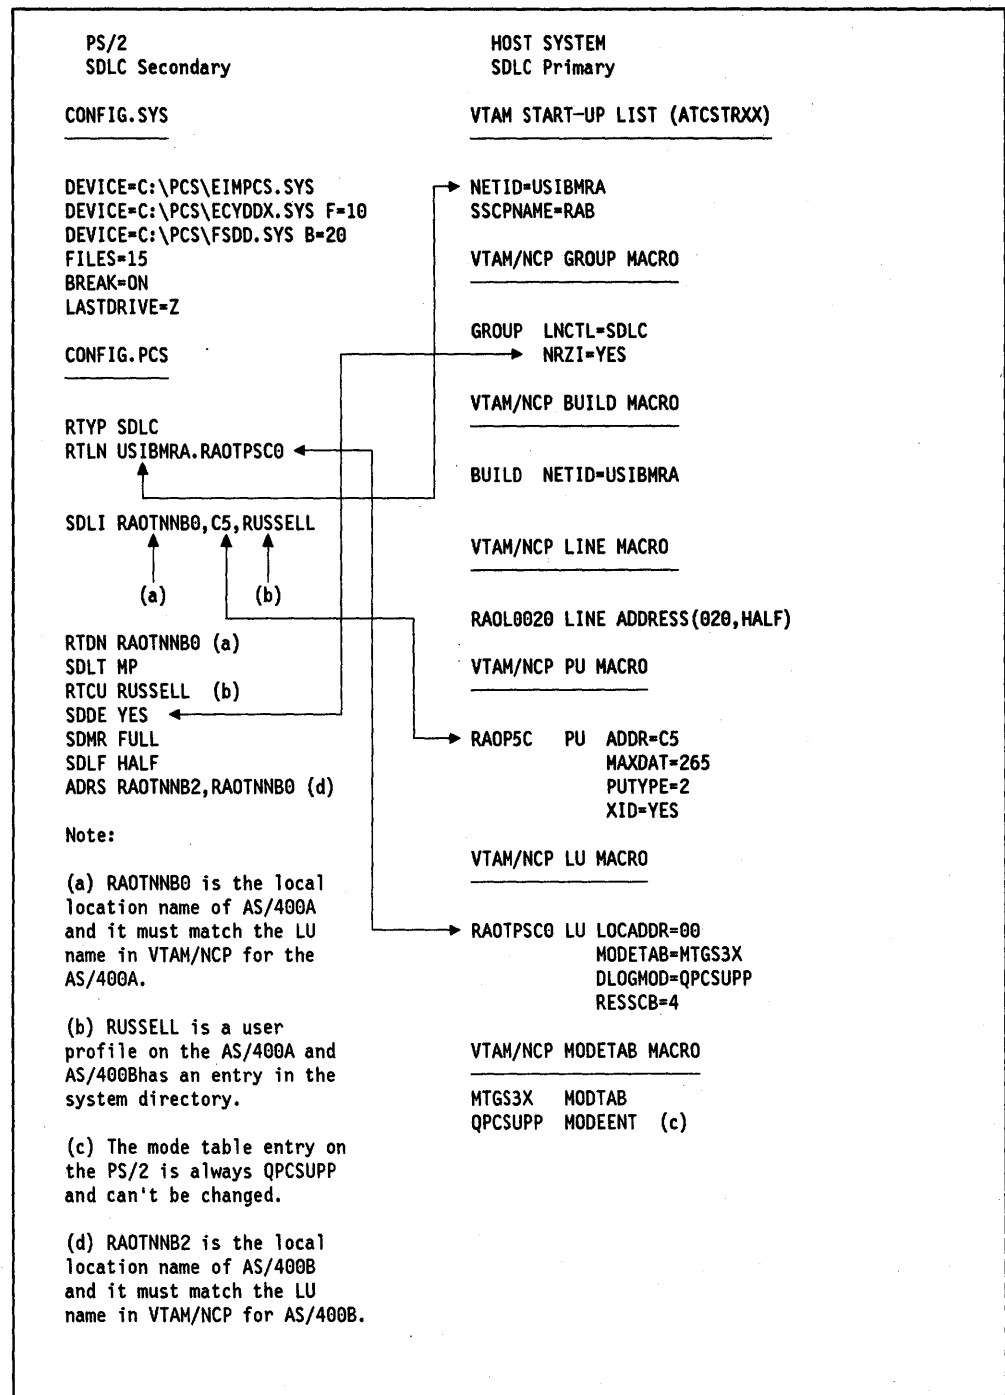 PS/2
SDLC Secondary
CONFIG.SYS
DEVICE=C:\PCS\EIMPCS.SYS
DEVICE=C:\PCS\ECYDDX.SYS F=10
DEVICE=C:\PCS\FSDD.SYS B=20
FILES=15
BREAK=ON
LASTDRIVE=Z
CONFIG.PCS
RTYP SDLC
RTLN USIBMRA.RAOTPSC0
SDLI RAOTNNB0,C5,RUSSELL
(a) (b)
RTDN RAOTNNB0 (a)
SDLT MP
RTCU RUSSELL (b)
SDDE YES
SDMR FULL
SDLF HALF
ADRS RAOTNNB2,RAOTNNB0 (d)
Note:
(a) RAOTNNB0 is the local
location name of AS/400A
and it must match the LU
name in VTAM/NCP for the
AS/400A.
(b) RUSSELL is a user
profile on the AS/400A and
AS/400Bhas an entry in the
system directory.
(c) The mode table entry on
the PS/2 is always QPCSUPP
and can't be changed.
(d) RAOTNNB2 is the local
location name of AS/400B
and it must match the LU
name in VTAM/NCP for AS/400B.
HOST SYSTEM
SDLC Primary
VTAM START-UP LIST (ATCSTRXX)
NETID=USIBMRA
SSCPNAME=RAB
VTAM/NCP GROUP MACRO
GROUP LNCTL=SDLC
NRZI=YES
VTAM/NCP BUILD MACRO
BUILD NETID=USIBMRA
VTAM/NCP LINE MACRO
RAOL0020 LINE ADDRESS(020,HALF)
VTAM/NCP PU MACRO
RAOP5C PU ADDR=C5
MAXDAT=265
PUTYPE=2
XID=YES
VTAM/NCP LU MACRO
RAOTPSC0 LU LOCADDR=00
MODETAB=MTGS3X
DLOGMOD=QPCSUPP
RESSCB=4
VTAM/NCP MODETAB MACRO
MTGS3X MODTAB
QPCSUPP MODEENT (c)